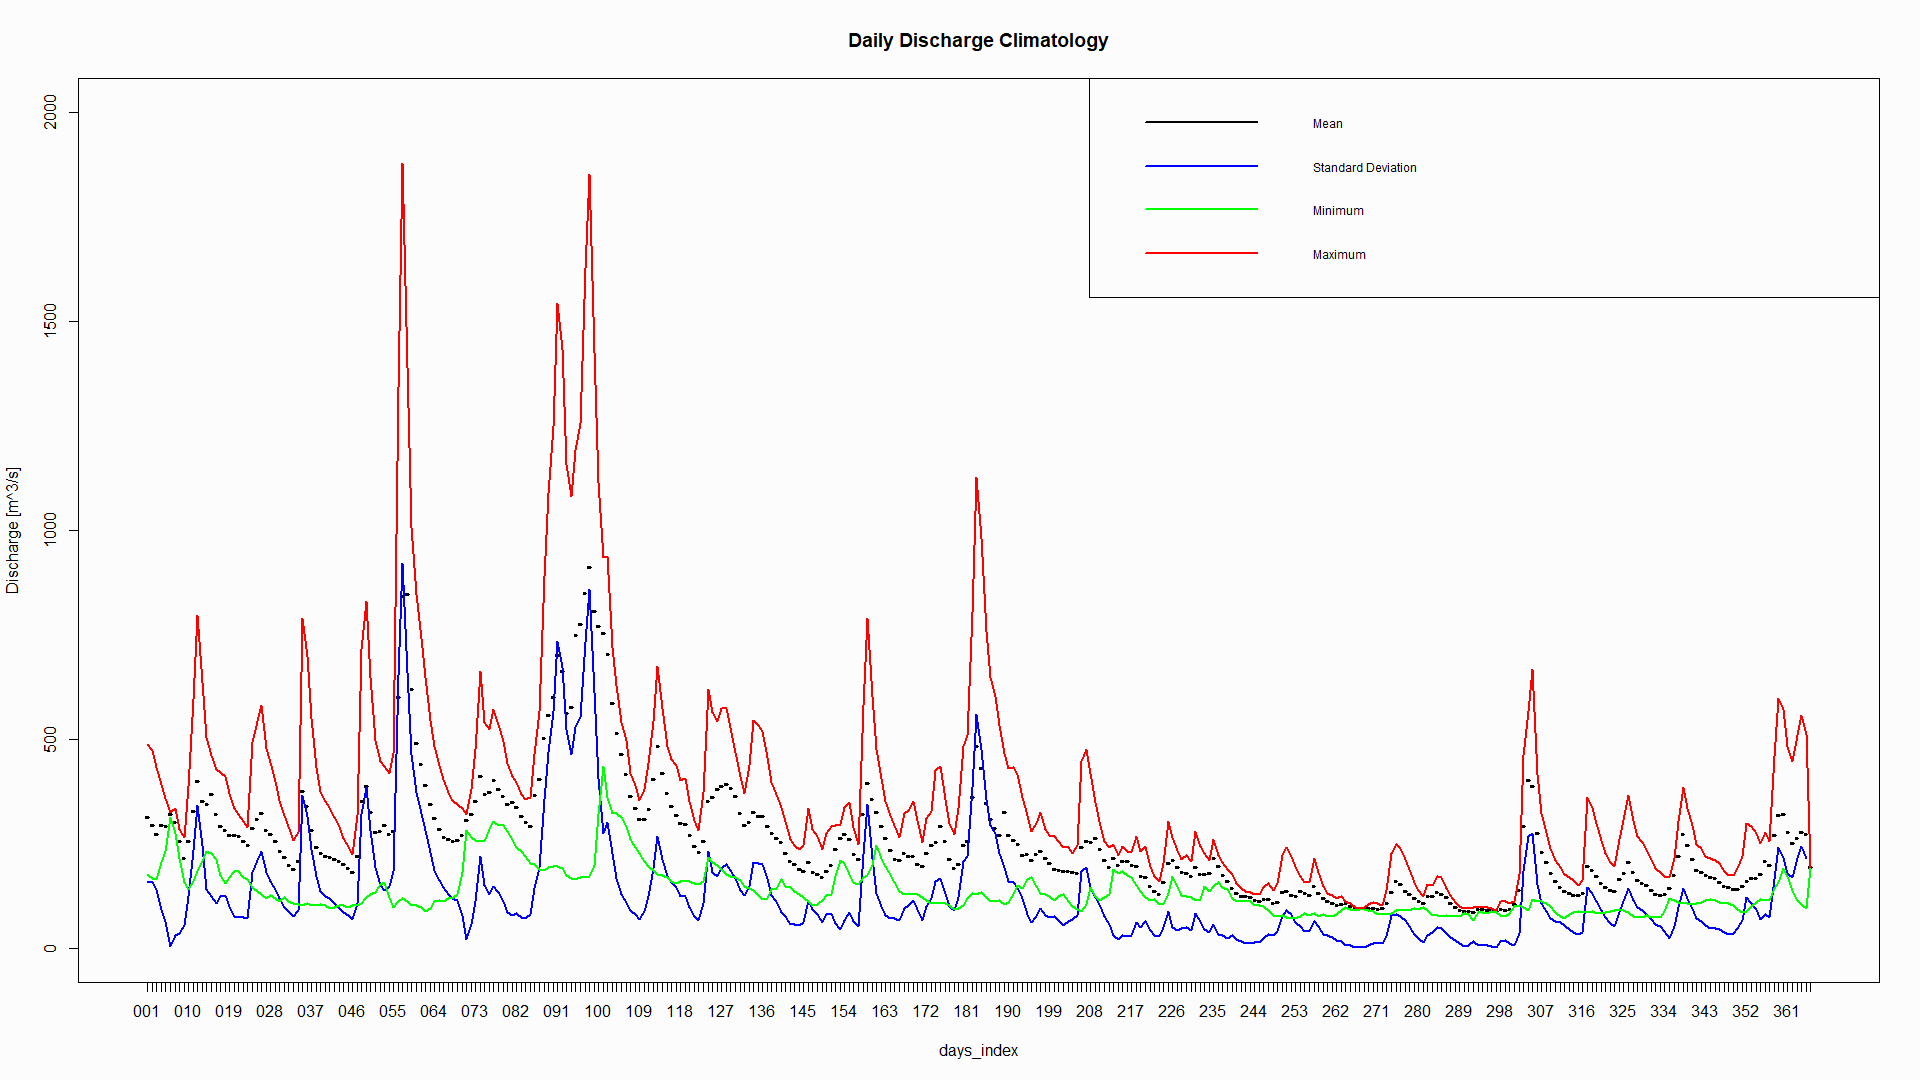 Daily Discharge Climatology
Mean
Standard Deviation
Minimum
Maximum
2000
1500
1000
500
0
Discharge [m^3/s]
001 010 019 028 037 046 055 064 073 082 091 100 109 118 127 136 145 154 163 172 181 190 199 208 217 226 235 244 253 262 271 280 289 298 307 316 325 334 343 352 361
days_index